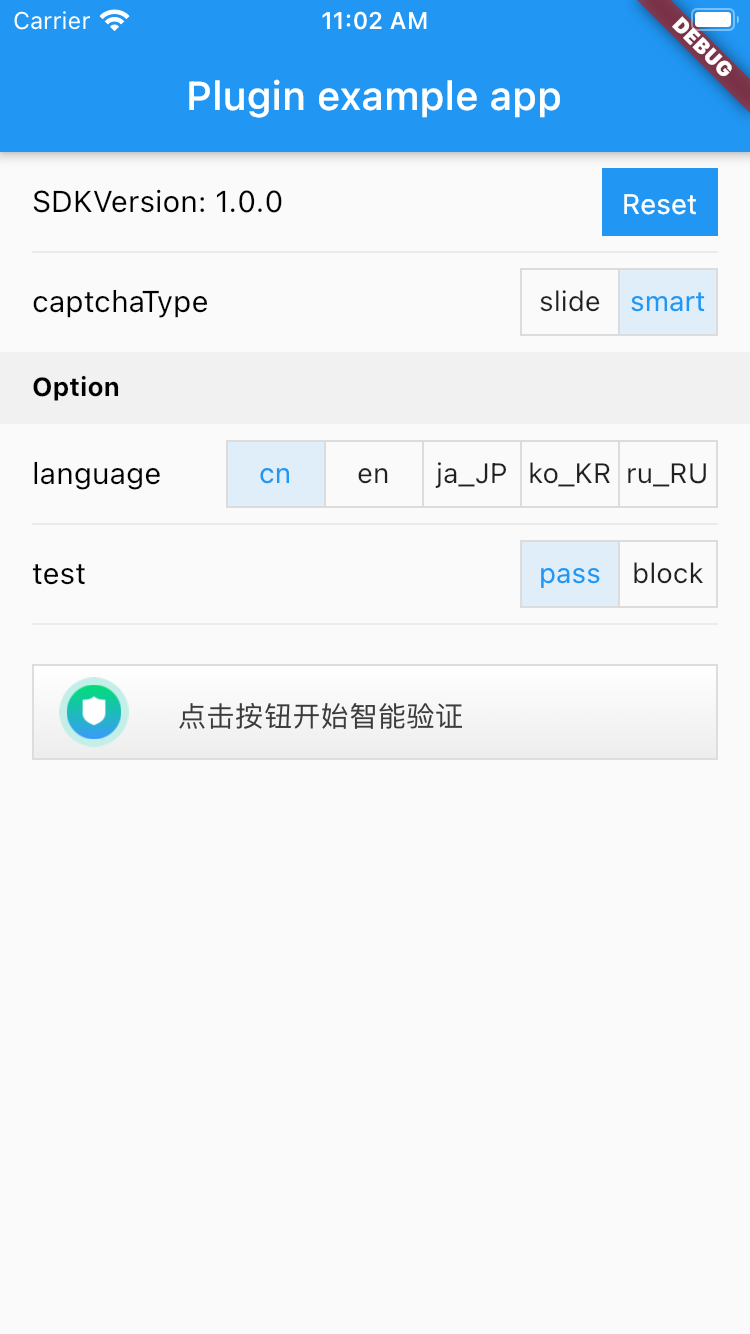 Carrier 11:02 AM
DEBUG
Plugin example app
SDKVersion: 1.0.0 Reset
captchaType slide smart
Option
language cn en ja_JP ko_KR ru_RU
test pass block
点击按钮开始智能验证